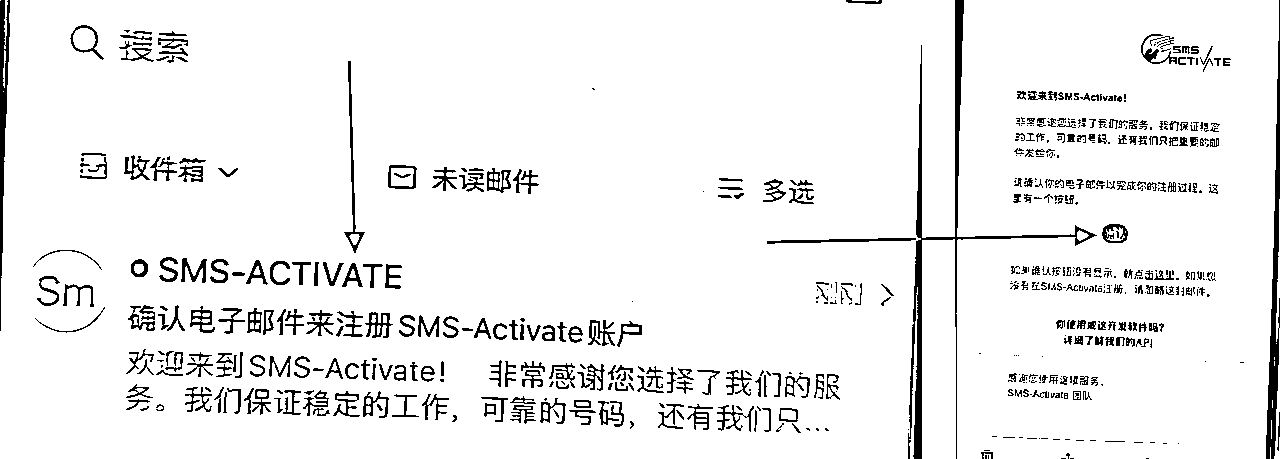 搜索
收件箱
未读邮件
多选
Sm
SMS-ACTIVATE
刚刚
确认电子邮件来注册 SMS-Activate账户
欢迎来到SMS-Activate! 非常感谢您选择了我们的服
务。我们保证稳定的工作，可靠的号码，还有我们只...
SMS
ACTIVATE
欢迎来到SMS-Activate!
非常感谢您选择了我们的服务。我们保证稳定
的工作，可靠的号码，还有我们只把重要的邮
件发给你。
请确认你的电子邮件以完成你的注册过程。这
里有一个按钮。
确认
如果确认按钮没有显示，就点击这里。如果您
没有在SMS-Activate注册，请忽略这封邮件。
你使用或这开发软件吗?
详细了解我们的API
感谢您使用这项服务，
SMS-Activate 团队